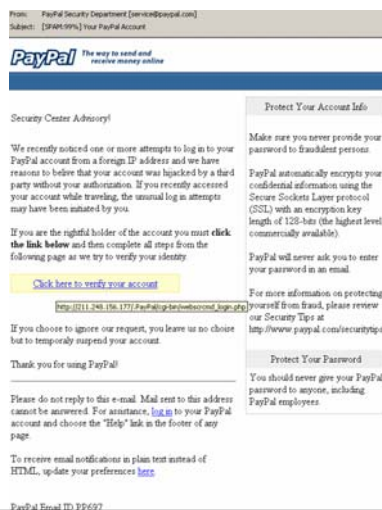 From: PayPal Security Department [service@paypal.com]
Subject: [SPAM:99%] Your PayPal Account
PayPal The way to send and
receive money online
Security Center Advisory!
We recently noticed one or more attempts to log in to your
PayPal account from a foreign IP address and we have
reasons to belive that your account was hijacked by a third
party without your authorization. If you recently accessed
your account while traveling, the unusual log in attempts
may have been initiated by you.
If you are the rightful holder of the account you must click
the link below and then complete all steps from the
following page as we try to verify your identity.
Click here to verify your account
http://211.248.156.177/.PayPal/cgi-bin/webscrcmd_login.php
If you choose to ignore our request, you leave us no choise
but to temporaly suspend your account.
Thank you for using PayPal!
Please do not reply to this e-mail. Mail sent to this address
cannot be answered. For assistance, log in to your PayPal
account and choose the "Help" link in the footer of any
page.
To receive email notifications in plain text instead of
HTML, update your preferences here.
PayPal Email ID PP697
Protect Your Account Info
Make sure you never provide your
password to fraudulent persons.
PayPal automatically encrypts your
confidential information using the
Secure Sockets Layer protocol
(SSL) with an encryption key
length of 128-bits (the highest level
commercially available).
PayPal will never ask you to enter
your password in an email.
For more information on protecting
yourself from fraud, please review
our Security Tips at
http://www.paypal.com/securitytips
Protect Your Password
You should never give your PayPal
password to anyone, including
PayPal employees.